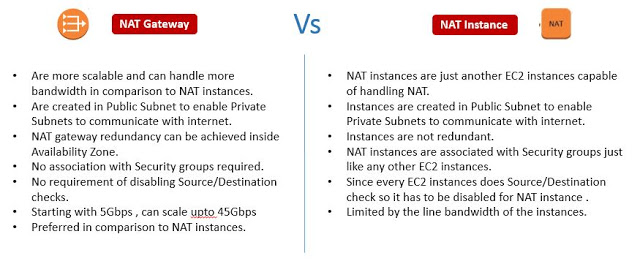 NAT Gateway
Vs
NAT Instance
NAT
• Are more scalable and can handle more
bandwidth in comparison to NAT instances.
• Are created in Public Subnet to enable Private
Subnets to communicate with internet.
• NAT gateway redundancy can be achieved inside
Availability Zone.
• No association with Security groups required.
• No requirement of disabling Source/Destination
checks.
• Starting with 5Gbps , can scale upto 45Gbps
• Preferred in comparison to NAT instances.
• NAT instances are just another EC2 instances capable
of handling NAT.
• Instances are created in Public Subnet to enable
Private Subnets to communicate with internet.
• Instances are not redundant.
• NAT instances are associated with Security groups just
like any other EC2 instances.
• Since every EC2 instances does Source/Destination
check so it has to be disabled for NAT instance .
• Limited by the line bandwidth of the instances.